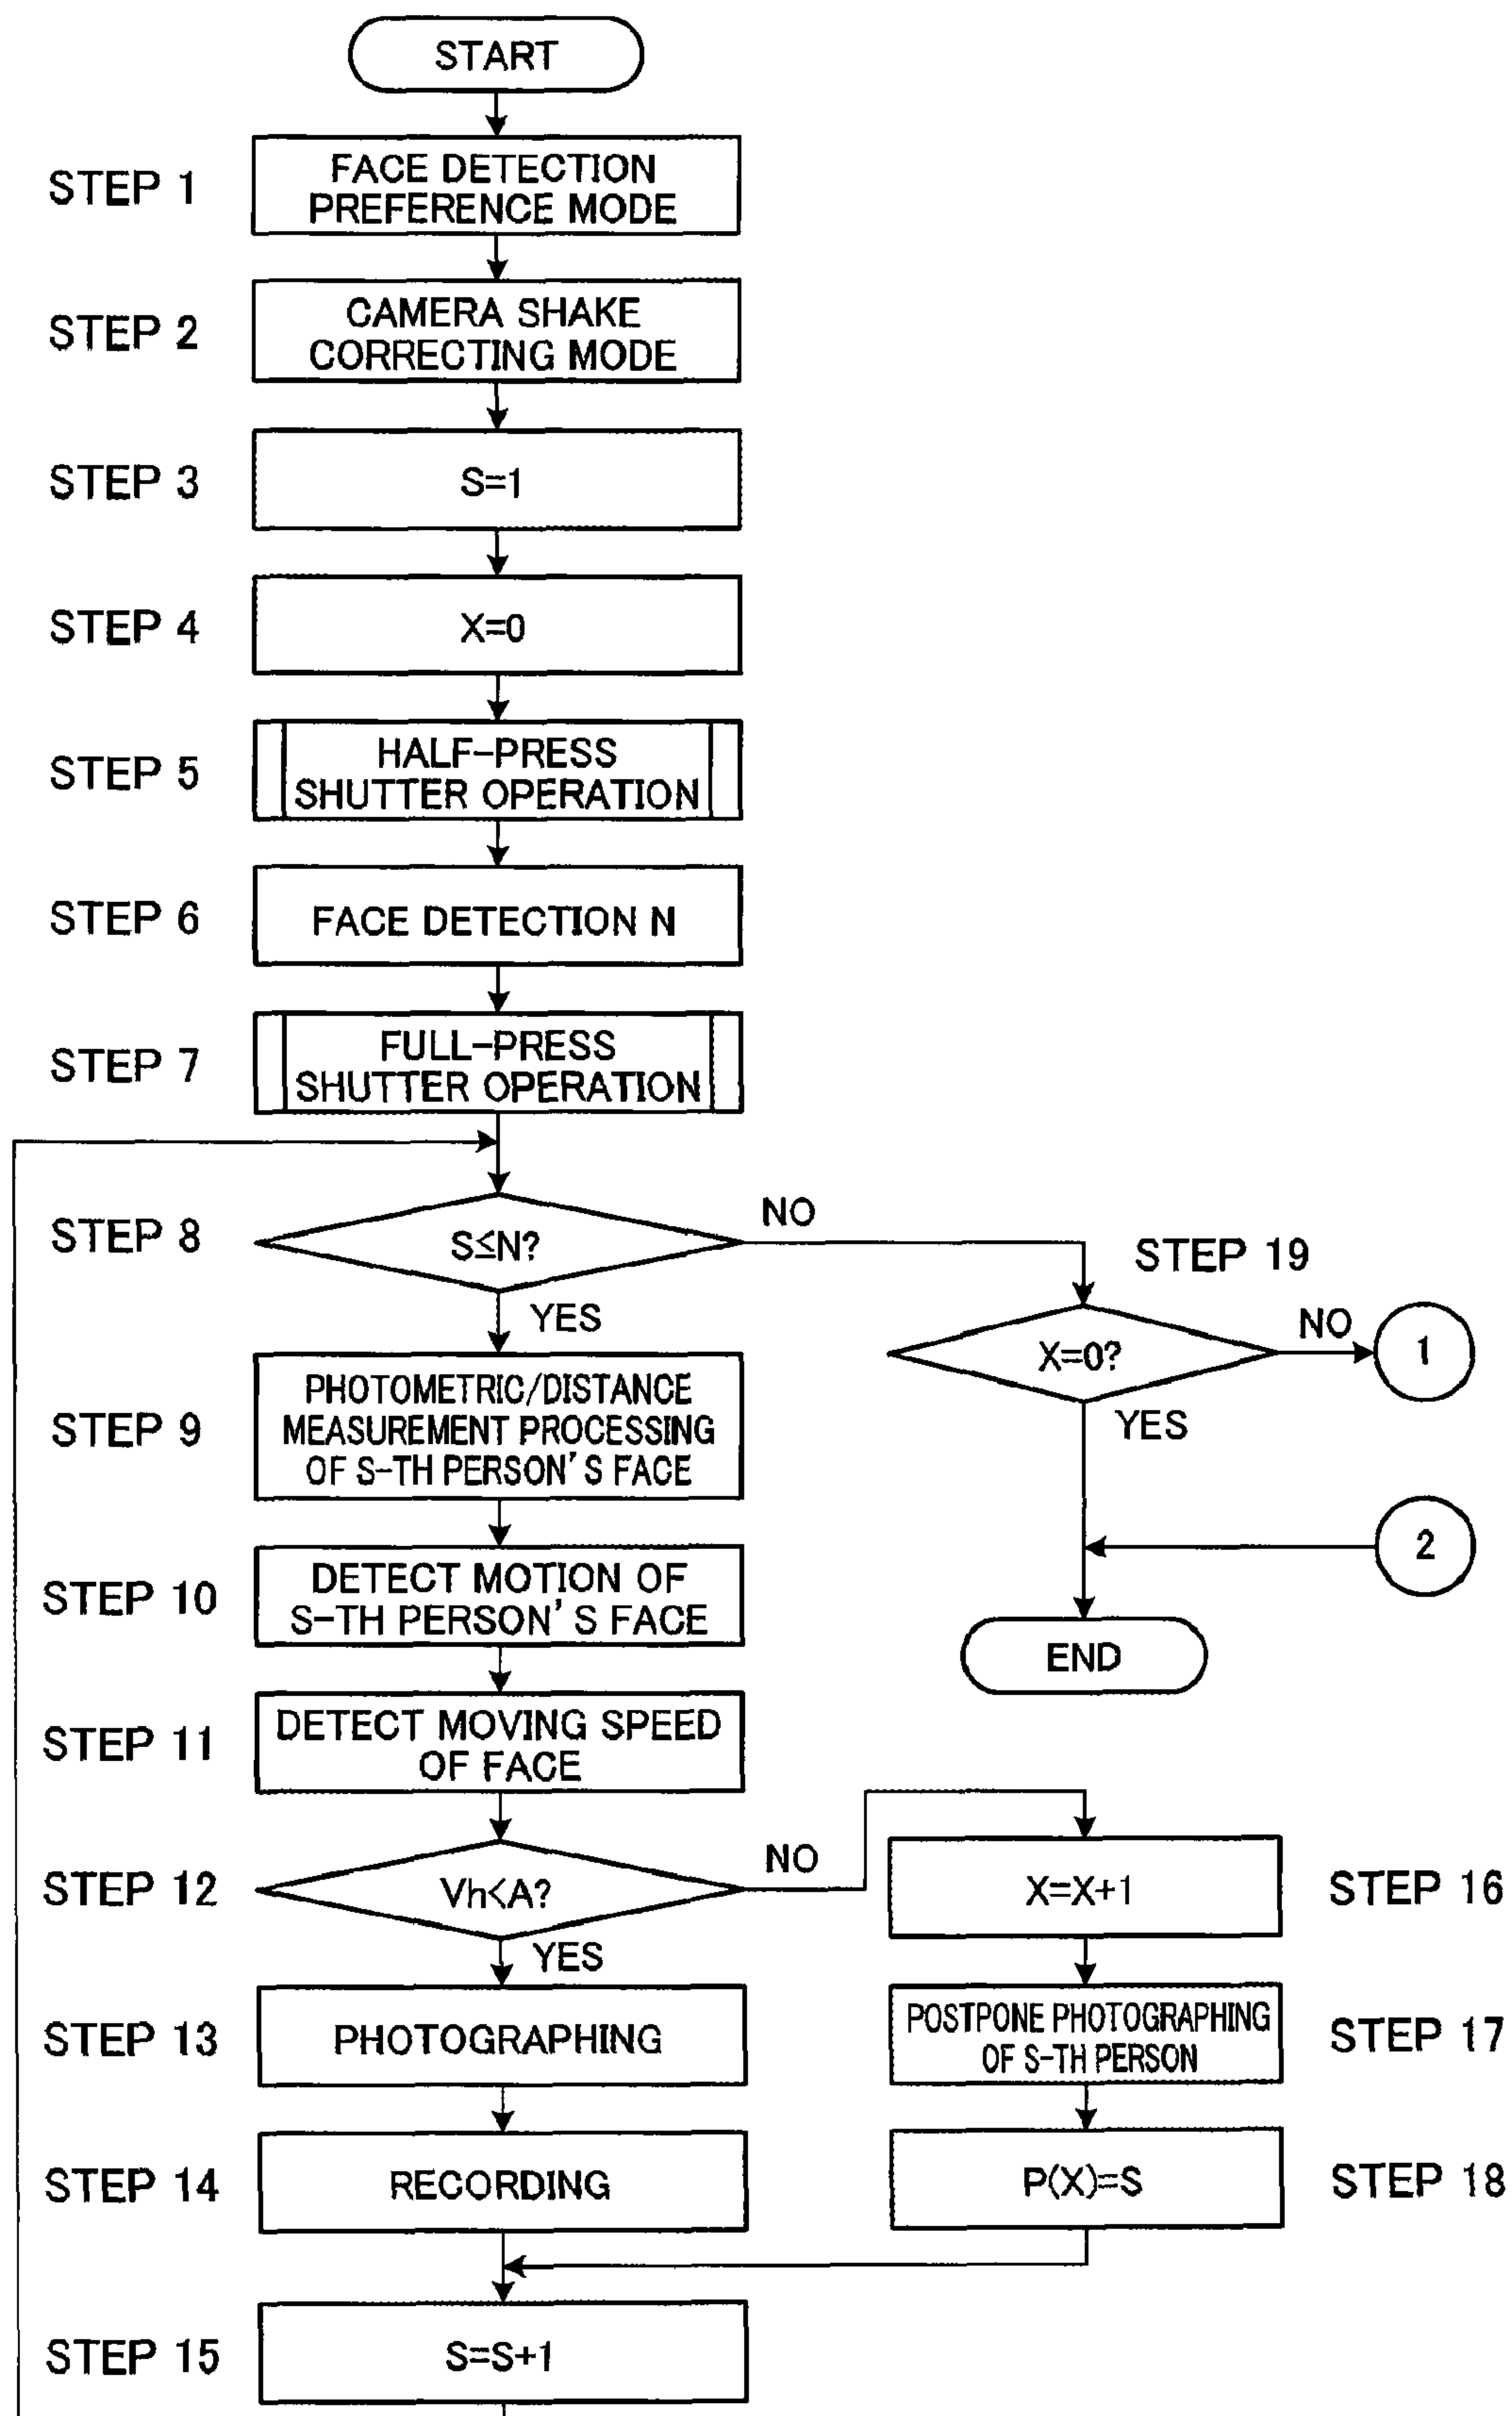 START
STEP 1
FACE DETECTION
PREFERENCE MODE
STEP 2
CAMERA SHAKE
CORRECTING MODE
STEP 3
S=1
STEP 4
X=0
STEP 5
HALF-PRESS
SHUTTER OPERATION
STEP 6
FACE DETECTION N
STEP 7
FULL-PRESS
SHUTTER OPERATION
STEP 8
S≤N?
NO
YES
STEP 19
X=0?
NO
1
YES
2
END
STEP 9
PHOTOMETRIC/DISTANCE
MEASUREMENT PROCESSING
OF S-TH PERSON'S FACE
STEP 10
DETECT MOTION OF
S-TH PERSON'S FACE
STEP 11
DETECT MOVING SPEED
OF FACE
STEP 12
Vh<A?
NO
YES
X=X+1
STEP 16
STEP 13
PHOTOGRAPHING
POSTPONE PHOTOGRAPHING
OF S-TH PERSON
STEP 17
STEP 14
RECORDING
P(X)=S
STEP 18
STEP 15
S=S+1